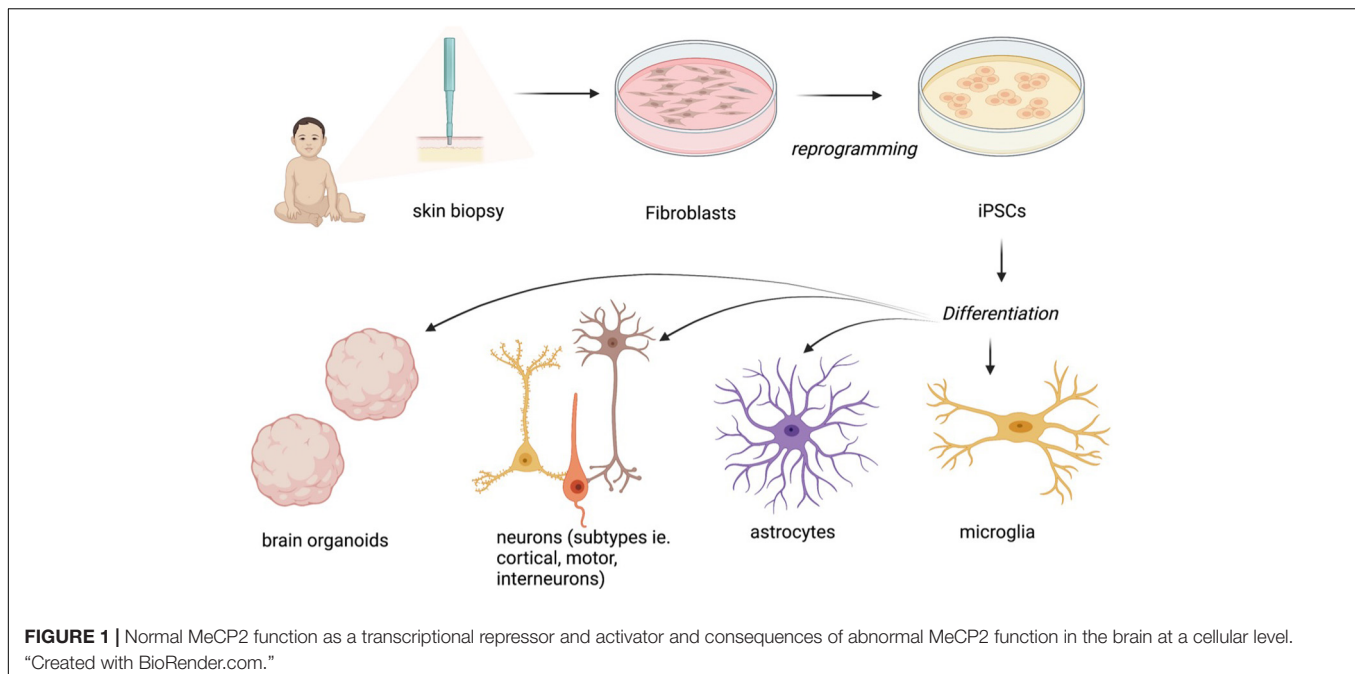 skin biopsy
Fibroblasts
reprogramming
iPSCs
Differentiation
brain organoids
neurons (subtypes ie.
cortical, motor,
interneurons)
astrocytes
microglia
FIGURE 1 | Normal MeCP2 function as a transcriptional repressor and activator and consequences of abnormal MeCP2 function in the brain at a cellular level.
“Created with BioRender.com.”